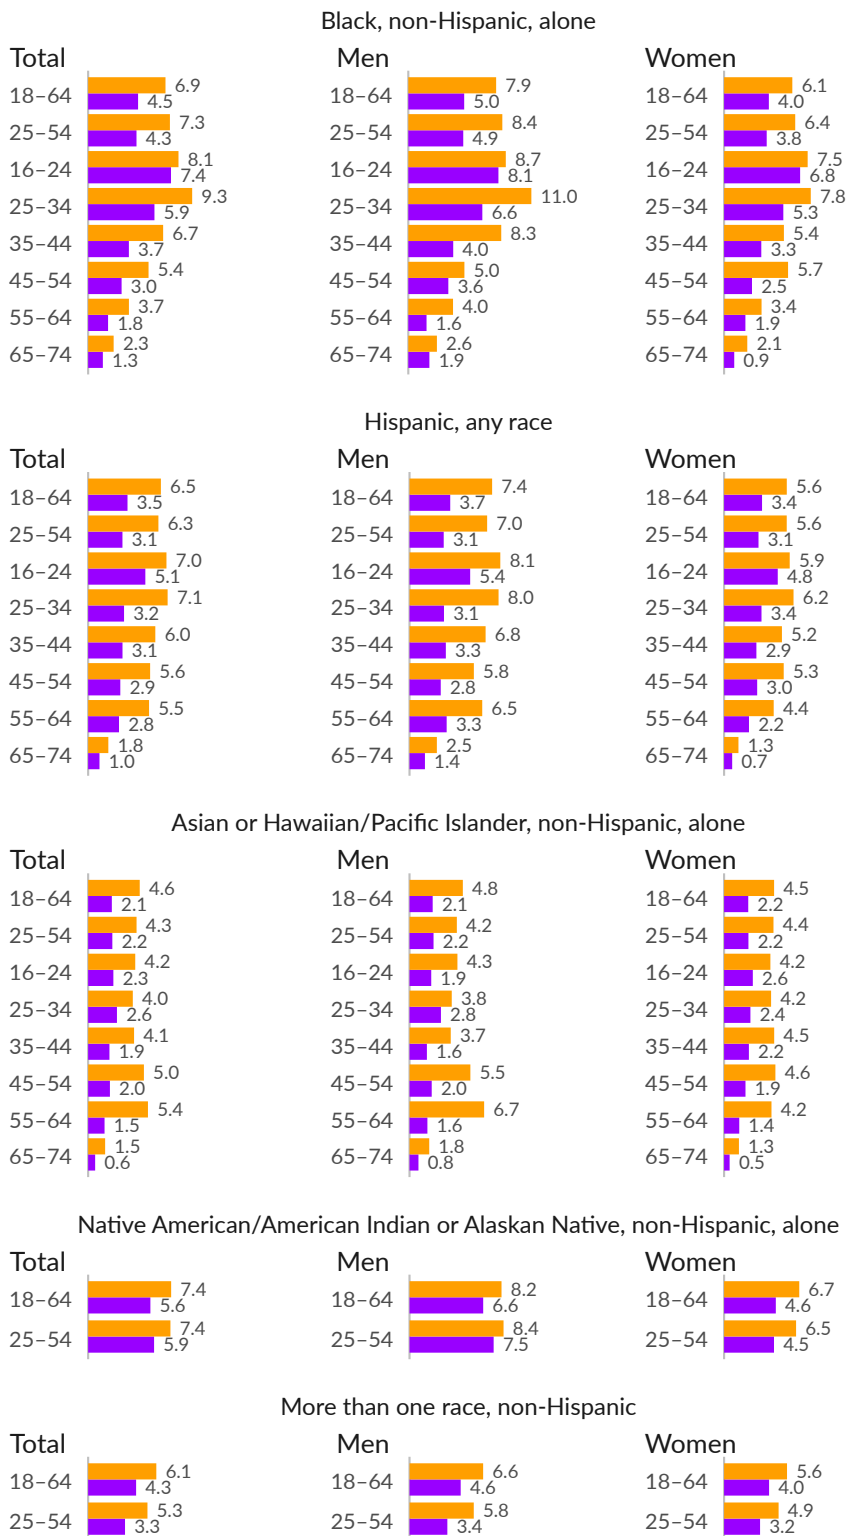 Black, non-Hispanic, alone
Total Men Women
18–64 6.9 4.5 18–64 7.9 5.0 18–64 6.1 4.0
25–54 7.3 4.3 25–54 8.4 4.9 25–54 6.4 3.8
16–24 8.1 7.4 16–24 8.7 8.1 16–24 7.5 6.8
25–34 9.3 5.9 25–34 11.0 6.6 25–34 7.8 5.3
35–44 6.7 3.7 35–44 8.3 4.0 35–44 5.4 3.3
45–54 5.4 3.0 45–54 5.0 3.6 45–54 5.7 2.5
55–64 3.7 1.8 55–64 4.0 1.6 55–64 3.4 1.9
65–74 2.3 1.3 65–74 2.6 1.9 65–74 2.1 0.9
Hispanic, any race
Total Men Women
18–64 6.5 3.5 18–64 7.4 3.7 18–64 5.6 3.4
25–54 6.3 3.1 25–54 7.0 3.1 25–54 5.6 3.1
16–24 7.0 5.1 16–24 8.1 5.4 16–24 5.9 4.8
25–34 7.1 3.2 25–34 8.0 3.1 25–34 6.2 3.4
35–44 6.0 3.1 35–44 6.8 3.3 35–44 5.2 2.9
45–54 5.6 2.9 45–54 5.8 2.8 45–54 5.3 3.0
55–64 5.5 2.8 55–64 6.5 3.3 55–64 4.4 2.2
65–74 1.8 1.0 65–74 2.5 1.4 65–74 1.3 0.7
Asian or Hawaiian/Pacific Islander, non-Hispanic, alone
Total Men Women
18–64 4.6 2.1 18–64 4.8 2.1 18–64 4.5 2.2
25–54 4.3 2.2 25–54 4.2 2.2 25–54 4.4 2.2
16–24 4.2 2.3 16–24 4.3 1.9 16–24 4.2 2.6
25–34 4.0 2.6 25–34 3.8 2.8 25–34 4.2 2.4
35–44 4.1 1.9 35–44 3.7 1.6 35–44 4.5 2.2
45–54 5.0 2.0 45–54 5.5 2.0 45–54 4.6 1.9
55–64 5.4 1.5 55–64 6.7 1.6 55–64 4.2 1.4
65–74 1.5 0.6 65–74 1.8 0.8 65–74 1.3 0.5
Native American/American Indian or Alaskan Native, non-Hispanic, alone
Total Men Women
18–64 7.4 5.6 18–64 8.2 6.6 18–64 6.7 4.6
25–54 7.4 5.9 25–54 8.4 7.5 25–54 6.5 4.5
More than one race, non-Hispanic
Total Men Women
18–64 6.1 4.3 18–64 6.6 4.6 18–64 5.6 4.0
25–54 5.3 3.3 25–54 5.8 3.4 25–54 4.9 3.2